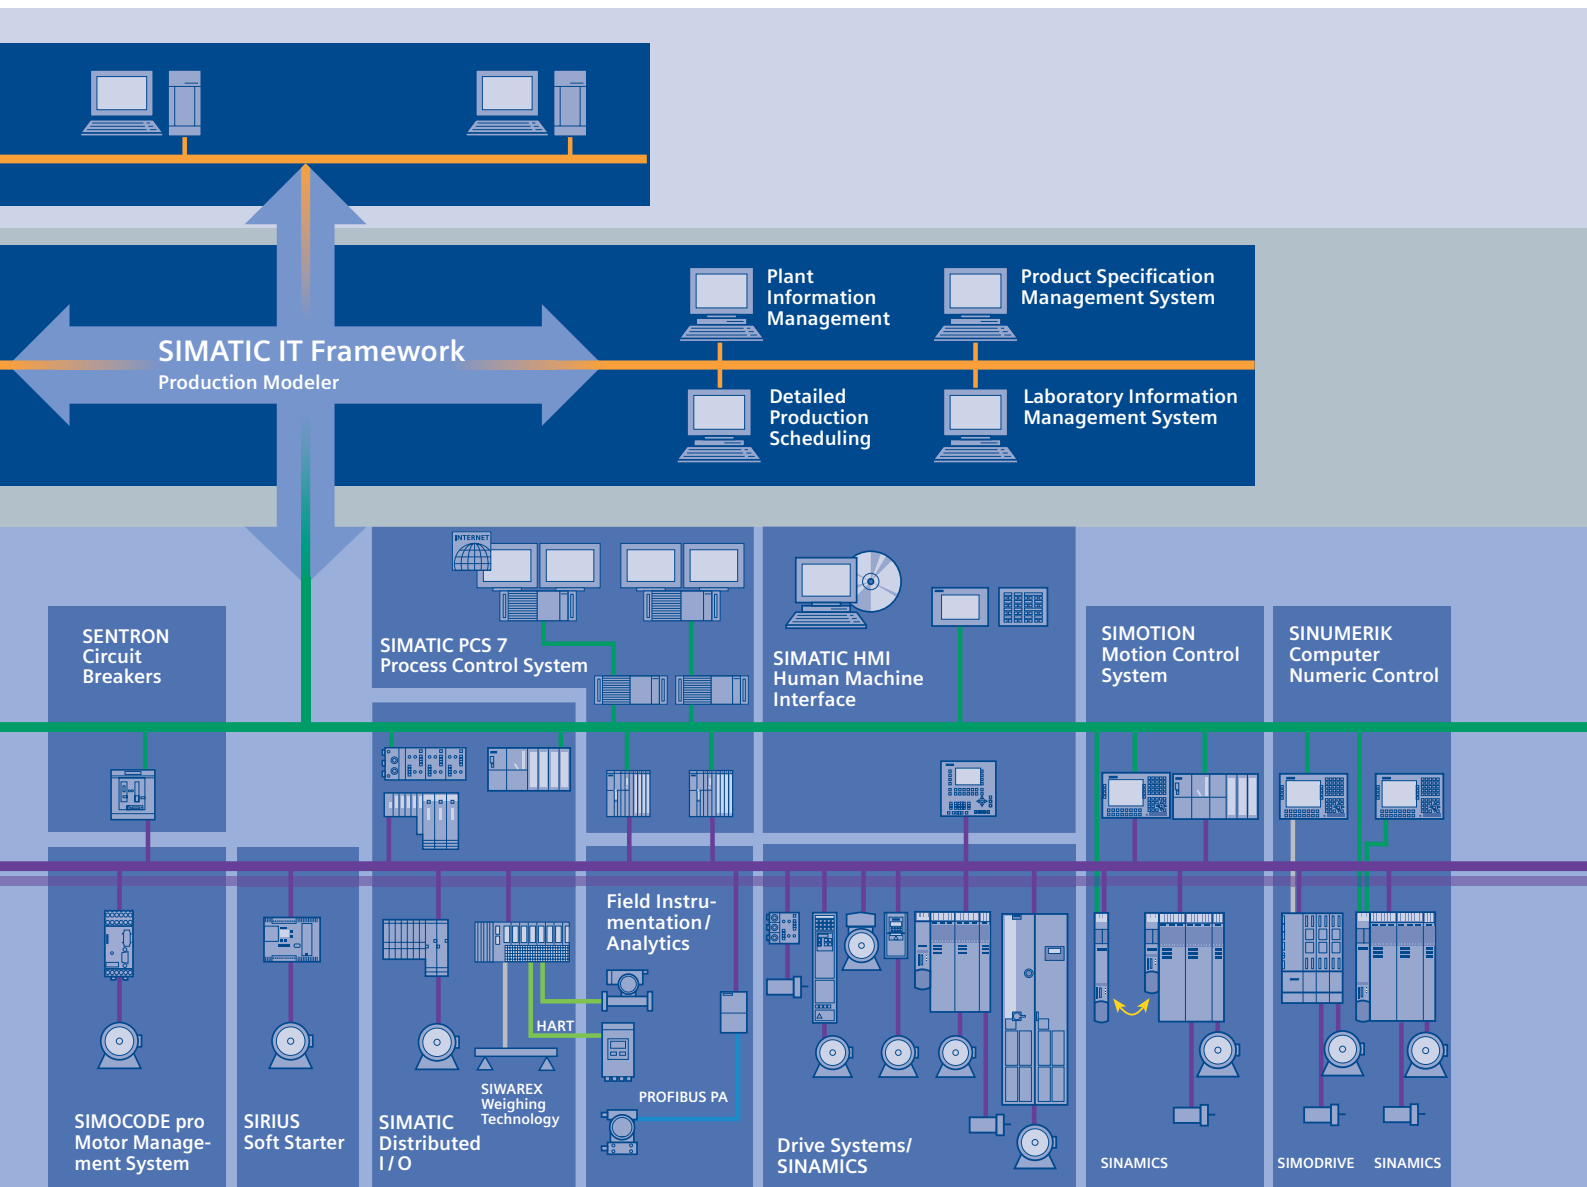 Plant
Information
Management
Product Specification
Management System
SIMATIC IT Framework
Production Modeler
Detailed
Production
Scheduling
Laboratory Information
Management System
INTERNET
SENTRON
Circuit
Breakers
SIMATIC PCS 7
Process Control System
SIMATIC HMI
Human Machine
Interface
SIMOTION
Motion Control
System
SINUMERIK
Computer
Numeric Control
Field Instru-
mentation/
Analytics
HART
SIWAREX
Weighing
Technology
PROFIBUS PA
SIMOCODE pro
Motor Manage-
ment System
SIRIUS
Soft Starter
SIMATIC
Distributed
I/O
Drive Systems/
SINAMICS
SINAMICS
SIMODRIVE
SINAMICS